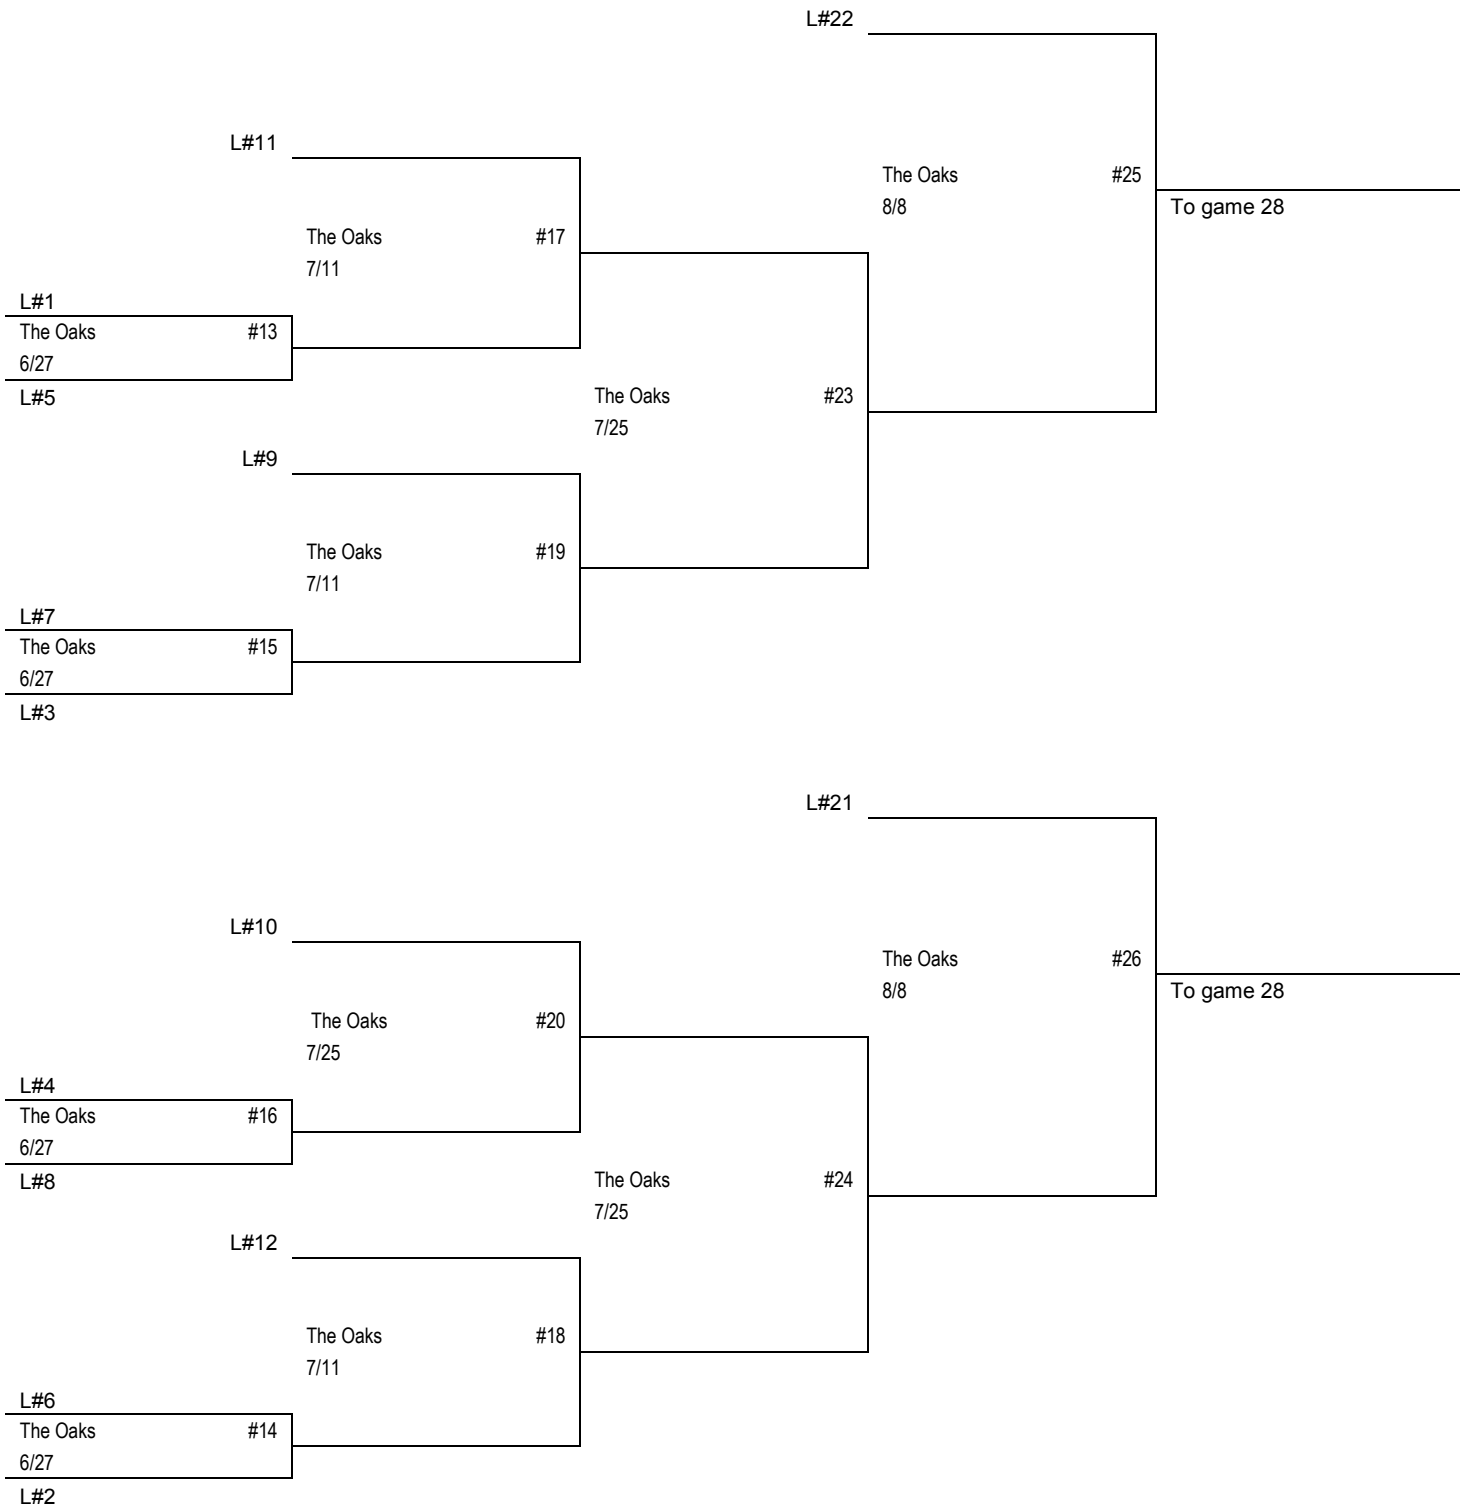 L#22
L#11
The Oaks #25
8/8
To game 28
The Oaks #17
7/11
L#1
The Oaks #13
6/27
L#5
The Oaks #23
7/25
L#9
The Oaks #19
7/11
L#7
The Oaks #15
6/27
L#3
L#21
L#10
The Oaks #26
8/8
To game 28
The Oaks #20
7/25
L#4
The Oaks #16
6/27
L#8
The Oaks #24
7/25
L#12
The Oaks #18
7/11
L#6
The Oaks #14
6/27
L#2